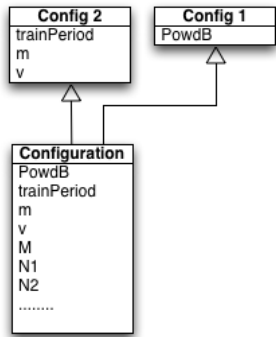 Config 2
trainPeriod
m
v
Config 1
PowdB
Configuration
PowdB
trainPeriod
m
v
M
N1
N2
........